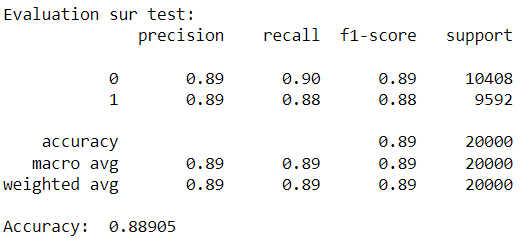 Evaluation sur test:
precision recall f1-score support
0 0.89 0.90 0.89 10408
1 0.89 0.88 0.88 9592
accuracy 0.89 20000
macro avg 0.89 0.89 0.89 20000
weighted avg 0.89 0.89 0.89 20000
Accuracy: 0.88905